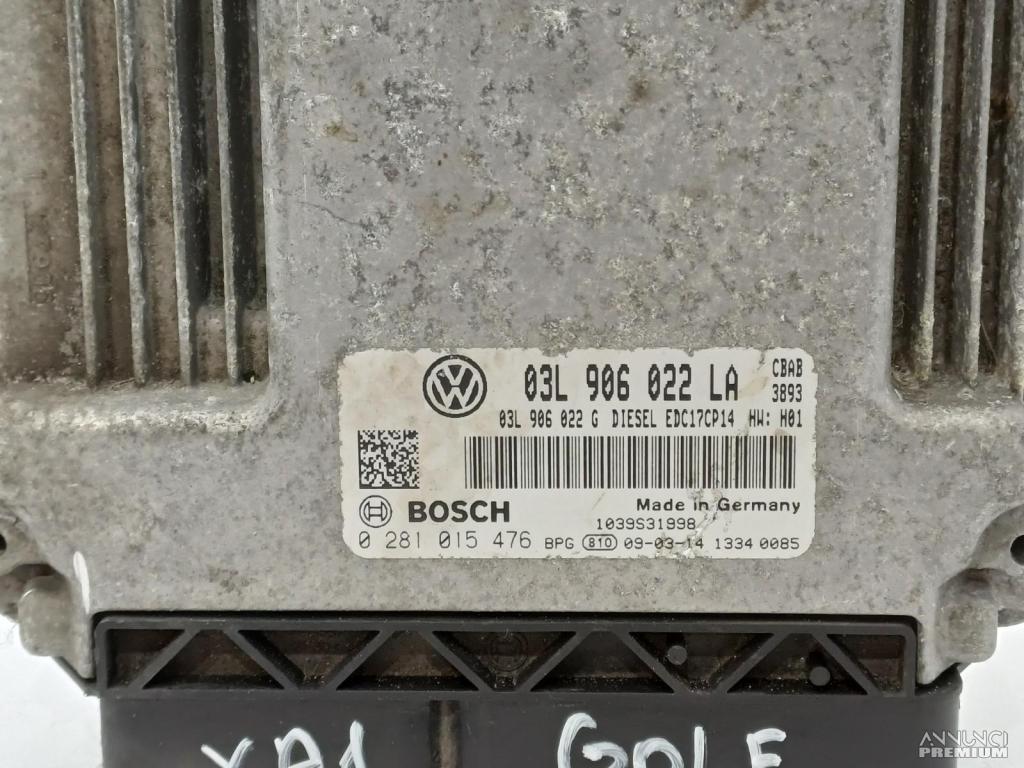 03L 906 022 LA CBAB
3893
03L 906 022 G DIESEL EDC17CP14 HW: H01
BOSCH Made in Germany
1039S31998
0 281 015 476 BPG 810 09-03-14 1334 0085
GOLF
ANNUNCI
PREMIUM